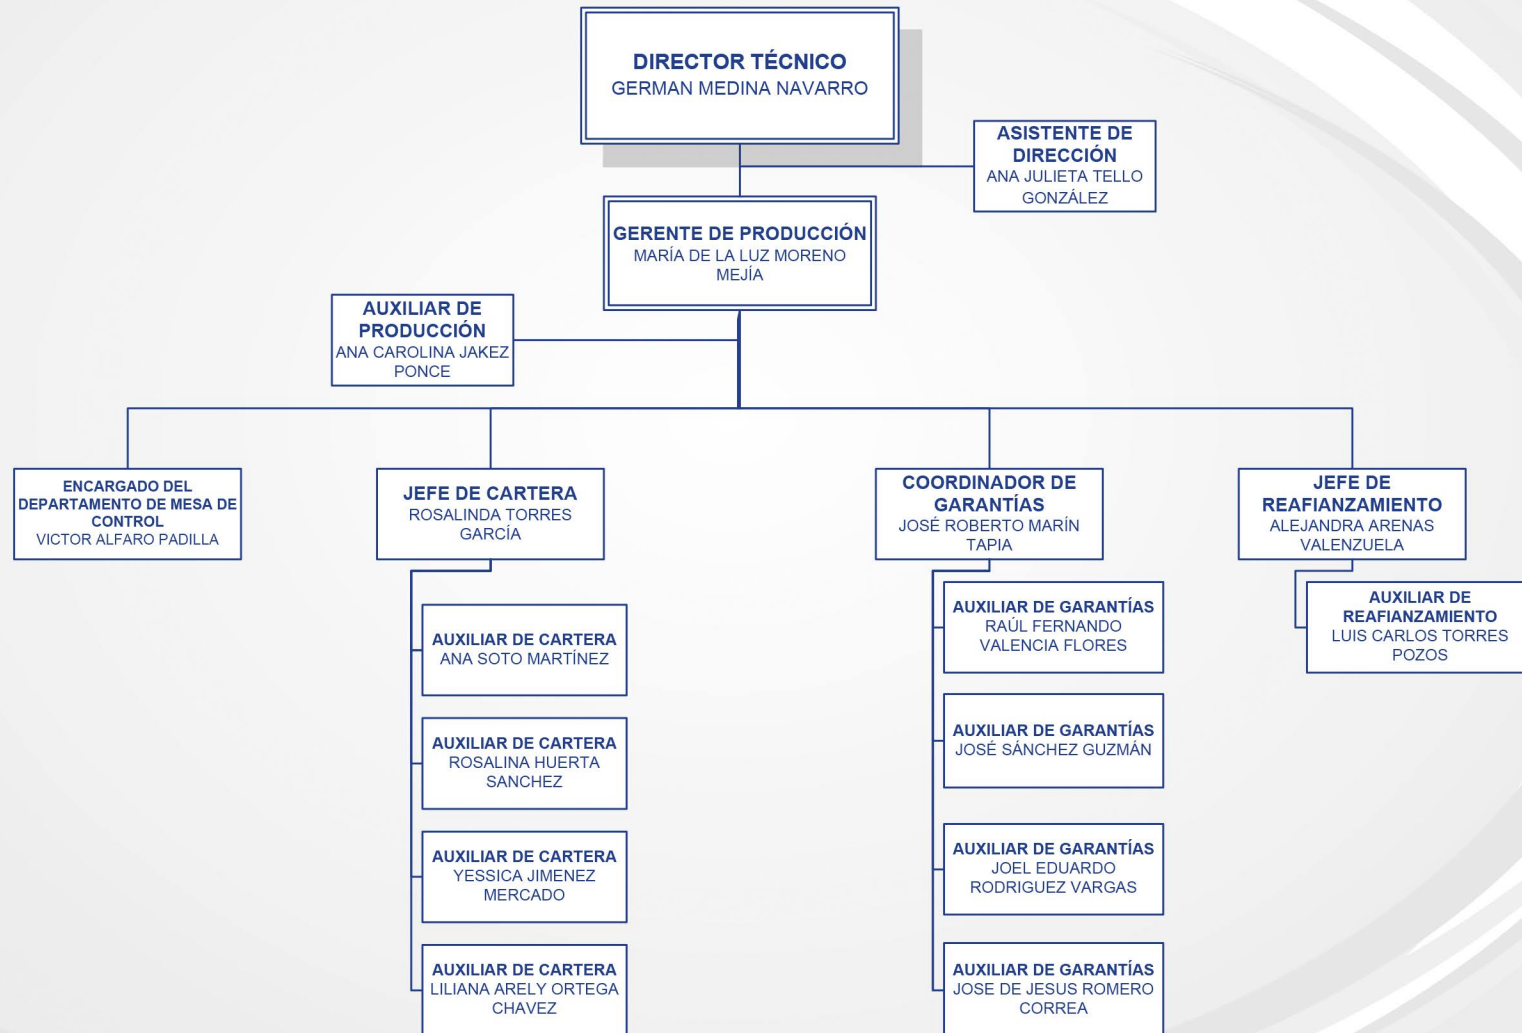 DIRECTOR TÉCNICO
GERMAN MEDINA NAVARRO
ASISTENTE DE
DIRECCIÓN
ANA JULIETA TELLO
GONZÁLEZ
GERENTE DE PRODUCCIÓN
MARÍA DE LA LUZ MORENO
MEJÍA
AUXILIAR DE
PRODUCCIÓN
ANA CAROLINA JAKEZ
PONCE
ENCARGADO DEL
DEPARTAMENTO DE MESA DE
CONTROL
VICTOR ALFARO PADILLA
JEFE DE CARTERA
ROSALINDA TORRES
GARCÍA
AUXILIAR DE CARTERA
ANA SOTO MARTÍNEZ
AUXILIAR DE CARTERA
ROSALINA HUERTA
SANCHEZ
AUXILIAR DE CARTERA
YESSICA JIMENEZ
MERCADO
AUXILIAR DE CARTERA
LILIANA ARELY ORTEGA
CHAVEZ
COORDINADOR DE
GARANTÍAS
JOSÉ ROBERTO MARÍN
TAPIA
AUXILIAR DE GARANTÍAS
RAÚL FERNANDO
VALENCIA FLORES
AUXILIAR DE GARANTÍAS
JOSÉ SÁNCHEZ GUZMÁN
AUXILIAR DE GARANTÍAS
JOEL EDUARDO
RODRIGUEZ VARGAS
AUXILIAR DE GARANTÍAS
JOSE DE JESUS ROMERO
CORREA
JEFE DE
REAFIANZAMIENTO
ALEJANDRA ARENAS
VALENZUELA
AUXILIAR DE
REAFIANZAMIENTO
LUIS CARLOS TORRES
POZOS